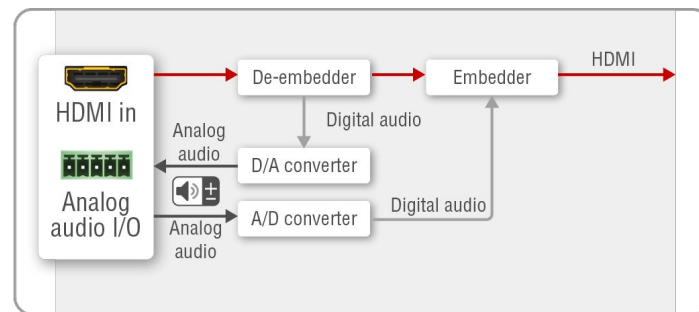 HDMI in
De-embedder
Embedder
HDMI
Digital audio
Analog
audio
D/A converter
Analog
audio I/O
A/D converter
Digital audio
Analog
audio